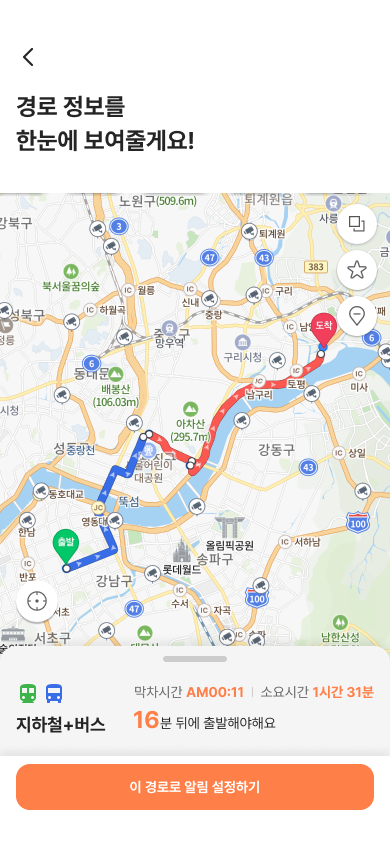 경로 정보를
한눈에 보여줄게요!
노원구(509.6m)
퇴계원읍
강북구
3
사릉
퇴계원
47
43
383
북서울꿈의숲
월릉
구리
신내
성북구
하월곡
중랑
정릉
도착
망우역
구리시청
6
6
동대문
배봉산
(106.03m)
토평
미사
남구리
시청
아차산
(295.7m)
중랑천
강동구
상일
어린이
대공원
43
동호대교
뚝섬
JC
영동대
100
한남
올림픽공원
출발
서하남
송파구
롯데월드
반포
강남구
수서
100
서초
47
자곡
서초구
남한산성
막차시간 AM00:11 | 소요시간 1시간 31분
지하철+버스
16분 뒤에 출발해야해요
이 경로로 알림 설정하기